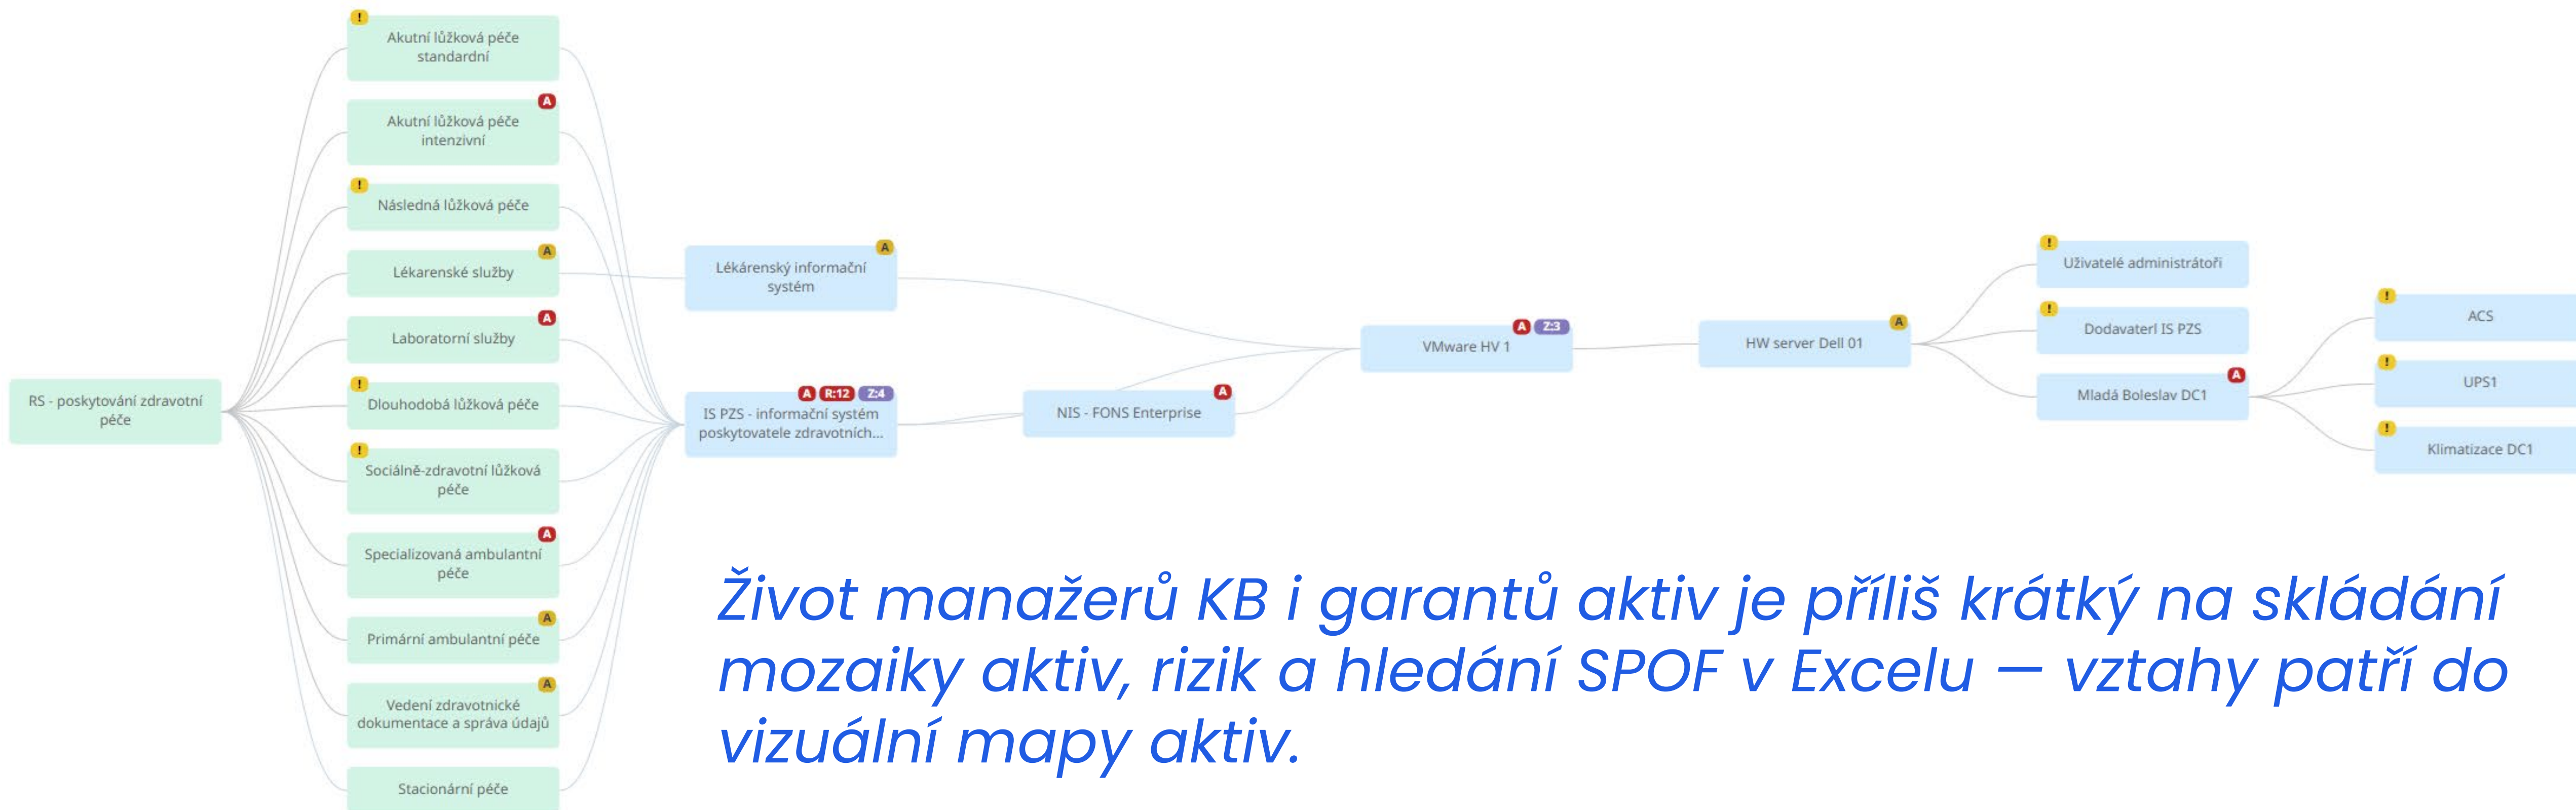 !
Akutní lůžková péče
standardní
A
Akutní lůžková péče
intenzivní
!
Následná lůžková péče
A
Lékarenské služby
A
Laboratorní služby
!
Dlouhodobá lůžková péče
!
Sociálně-zdravotní lůžková
péče
A
Specializovaná ambulantní
péče
A
Primární ambulantní péče
A
Vedení zdravotnické
dokumentace a správa údajů
Stacionární péče
RS - poskytování zdravotní
péče
A
Lékárenský informační
systém
A R:12 Z:4
IS PZS - informační systém
poskytovatele zdravotních...
A
NIS - FONS Enterprise
A Z:3
VMware HV 1
A
HW server Dell 01
!
Uživatelé administrátoři
!
Dodavaterl IS PZS
A
Mladá Boleslav DC1
!
ACS
!
UPS1
!
Klimatizace DC1
Život manažerů KB i garantů aktiv je příliš krátký na skládání
mozaiky aktiv, rizik a hledání SPOF v Excelu — vztahy patří do
vizuální mapy aktiv.